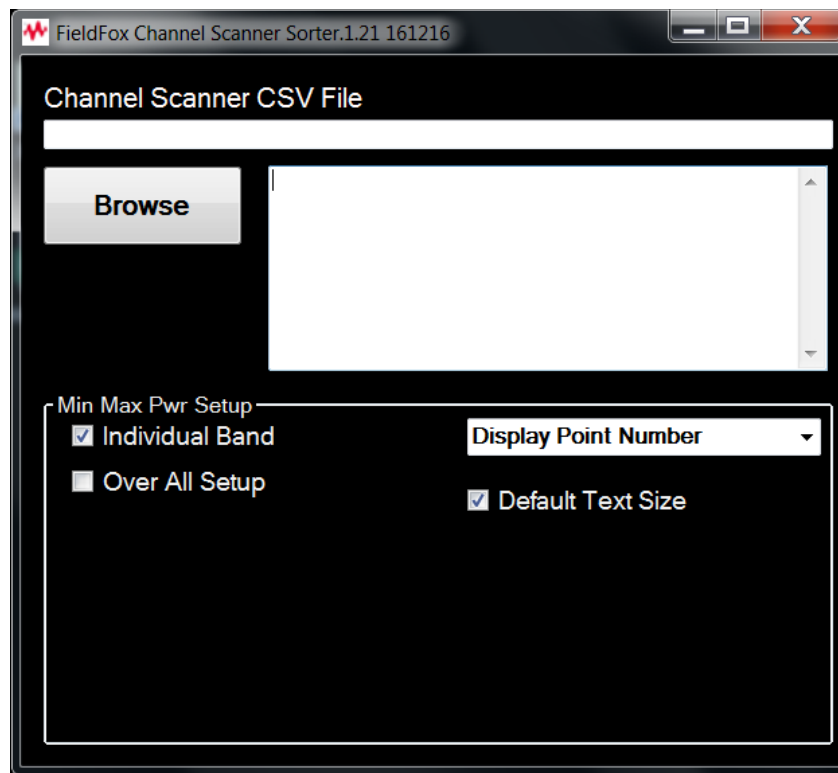 FieldFox Channel Scanner Sorter.1.21 161216
Channel Scanner CSV File
Browse
Min Max Pwr Setup
Individual Band
Display Point Number
Over All Setup
Default Text Size